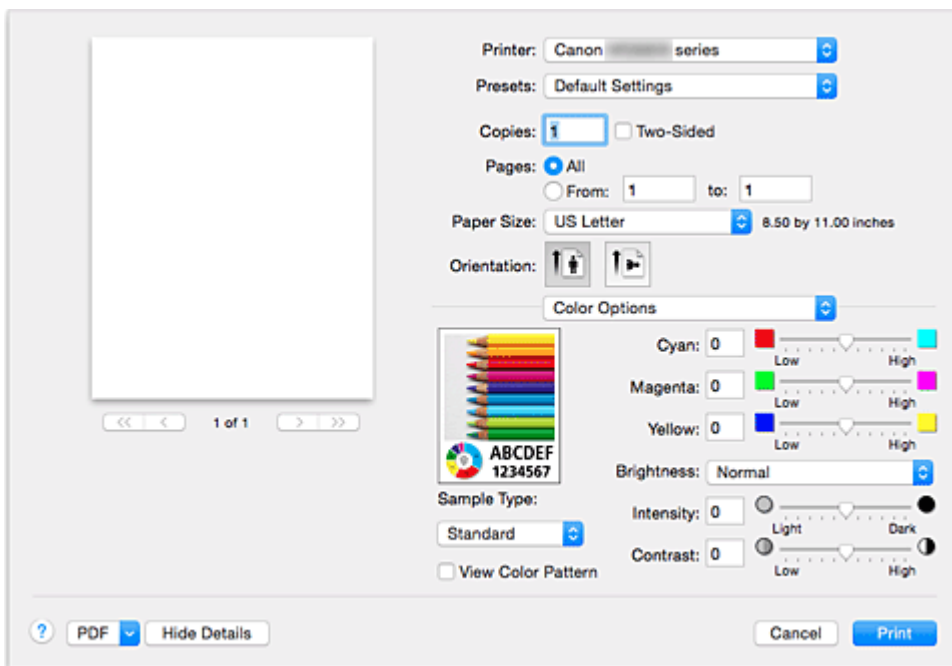 Printer: Canon series
Presets: Default Settings
Copies: 1 Two-Sided
Pages: All
From: 1 to: 1
Paper Size: US Letter 8.50 by 11.00 inches
Orientation:
Color Options
Cyan: 0
Low High
Magenta: 0
Low High
Yellow: 0
Low High
ABCDEF
1234567
Brightness: Normal
Sample Type:
Standard
Intensity: 0
Light Dark
Contrast: 0
Low High
View Color Pattern
<< < 1 of 1 > >>
? PDF Hide Details Cancel Print